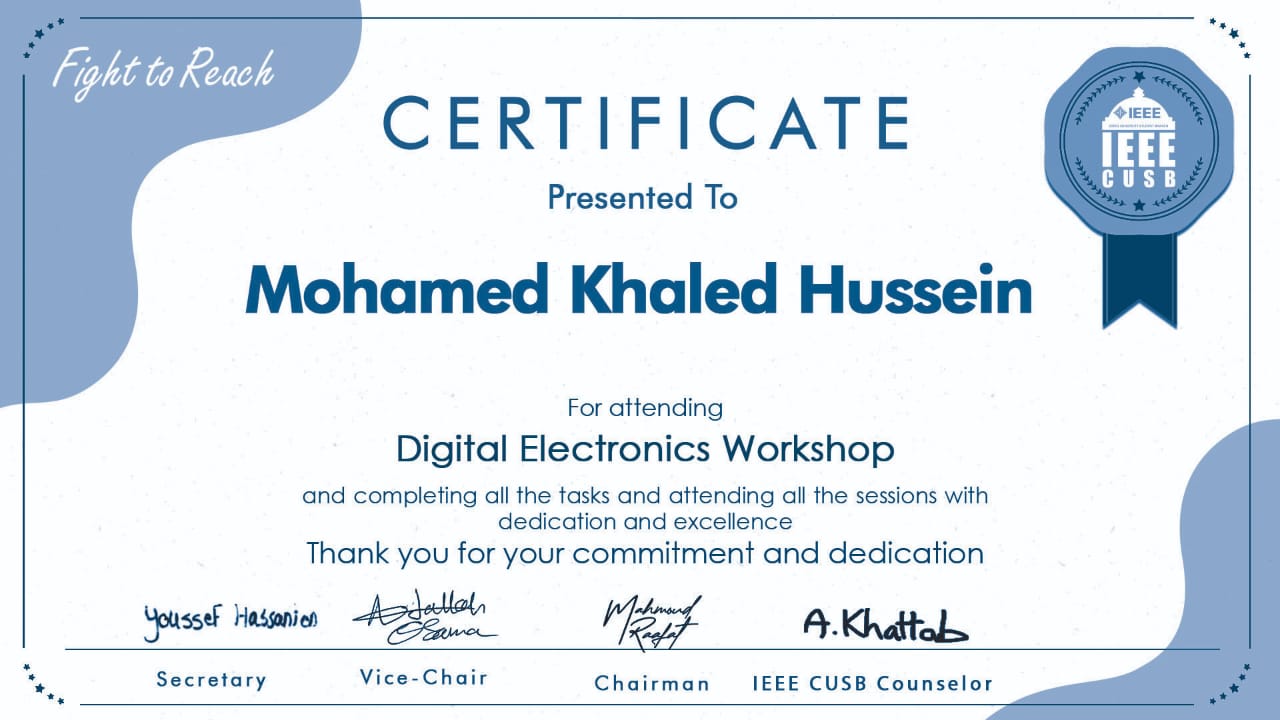 Fight to Reach
CERTIFICATE
IEEE
IEEE
CUSB
Presented To
Mohamed Khaled Hussein
For attending
Digital Electronics Workshop
and completing all the tasks and attending all the sessions with
dedication and excellence
Thank you for your commitment and dedication
Youssef Hassanien
Abdallah
Osama
Mahmoud
Raafat
A.Khattab
Secretary
Vice-Chair
Chairman
IEEE CUSB Counselor